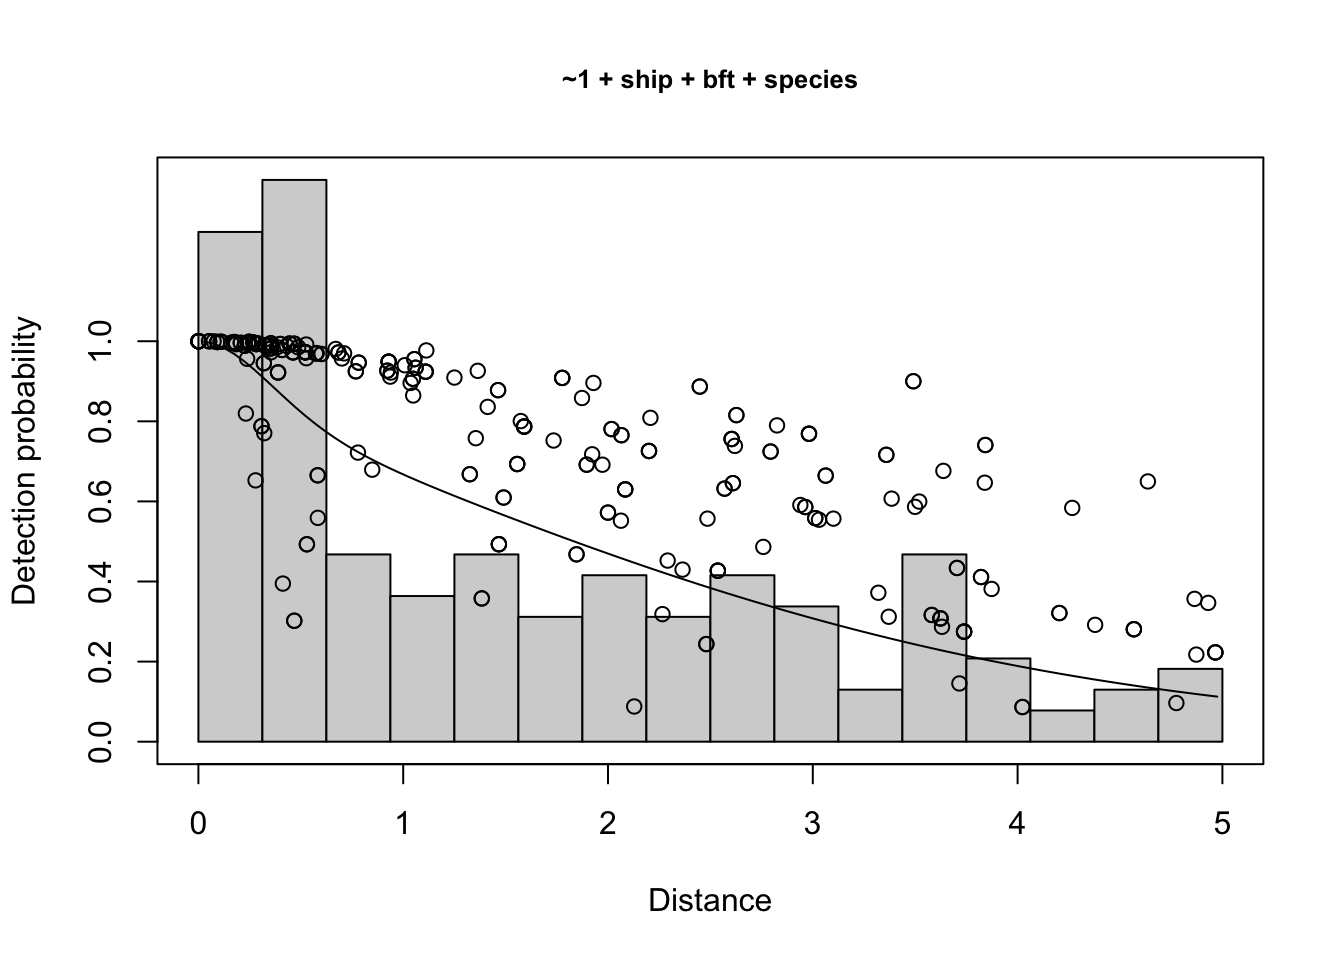 ~1 + ship + bft + species
Detection probability
1.0
0.8
0.6
0.4
0.2
0.0
0 1 2 3 4 5
Distance